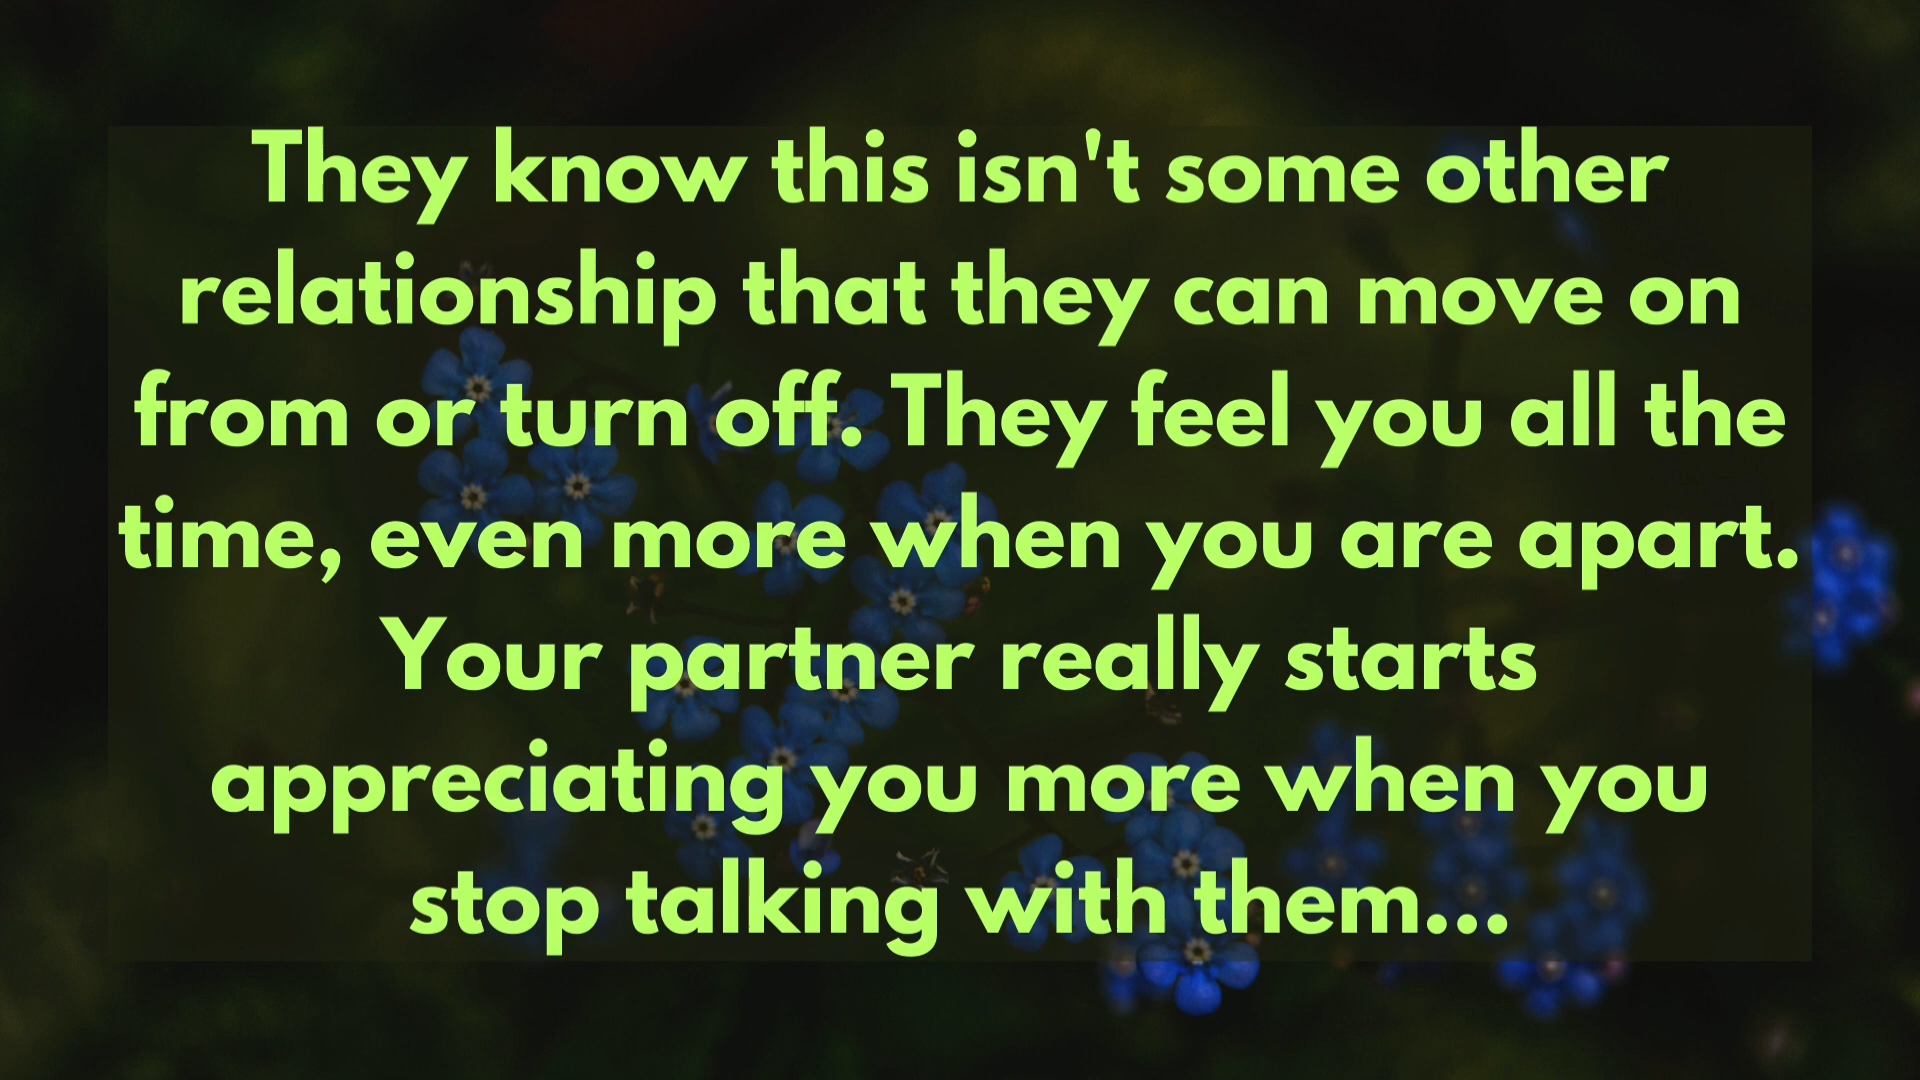 They know this isn't some other
relationship that they can move on
from or turn off. They feel you all the
time, even more when you are apart.
Your partner really starts
appreciating you more when you
stop talking with them...